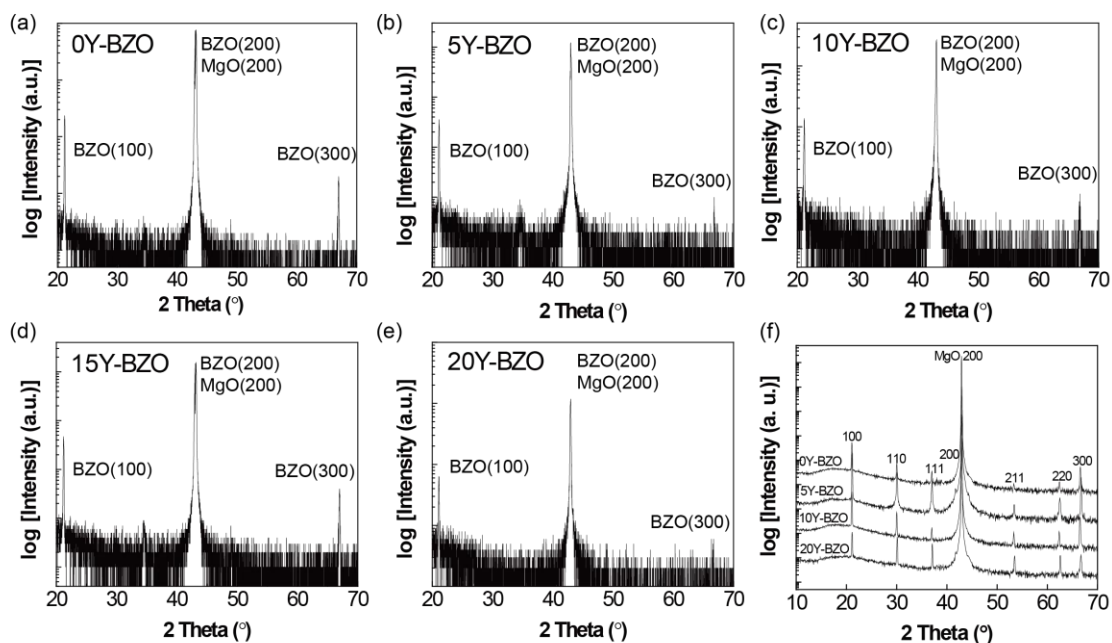 (a)
0Y-BZO
BZO(200)
MgO(200)
BZO(100)
BZO(300)
log [Intensity (a.u.)]
20 30 40 50 60 70
2 Theta (°)
(b)
5Y-BZO
BZO(200)
MgO(200)
BZO(100)
BZO(300)
log [Intensity (a.u.)]
20 30 40 50 60 70
2 Theta (°)
(c)
10Y-BZO
BZO(200)
MgO(200)
BZO(100)
BZO(300)
log [Intensity (a.u.)]
20 30 40 50 60 70
2 Theta (°)
(d)
15Y-BZO
BZO(200)
MgO(200)
BZO(100)
BZO(300)
log [Intensity (a.u.)]
20 30 40 50 60 70
2 Theta (°)
(e)
20Y-BZO
BZO(200)
MgO(200)
BZO(100)
BZO(300)
log [Intensity (a.u.)]
20 30 40 50 60 70
2 Theta (°)
(f)
MgO 200
100
110
111
200
211
220
300
0Y-BZO
5Y-BZO
10Y-BZO
20Y-BZO
log [Intensity (a. u.)]
10 20 30 40 50 60 70
2 Theta (°)